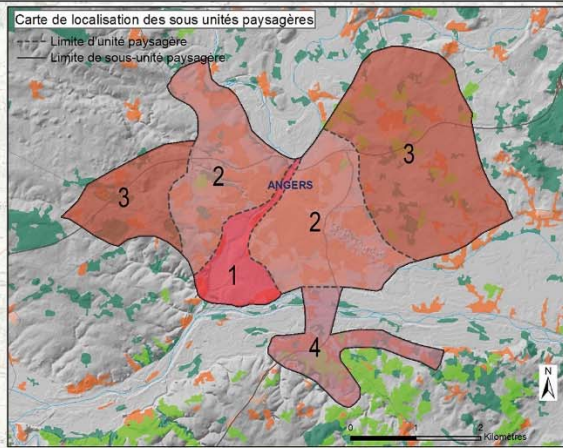 Carte de localisation des sous unités paysagères
Limite d'unité paysagère
Limite de sous-unité paysagère
3
2
ANGERS
3
2
1
4
N
0 1 2
Kilomètres